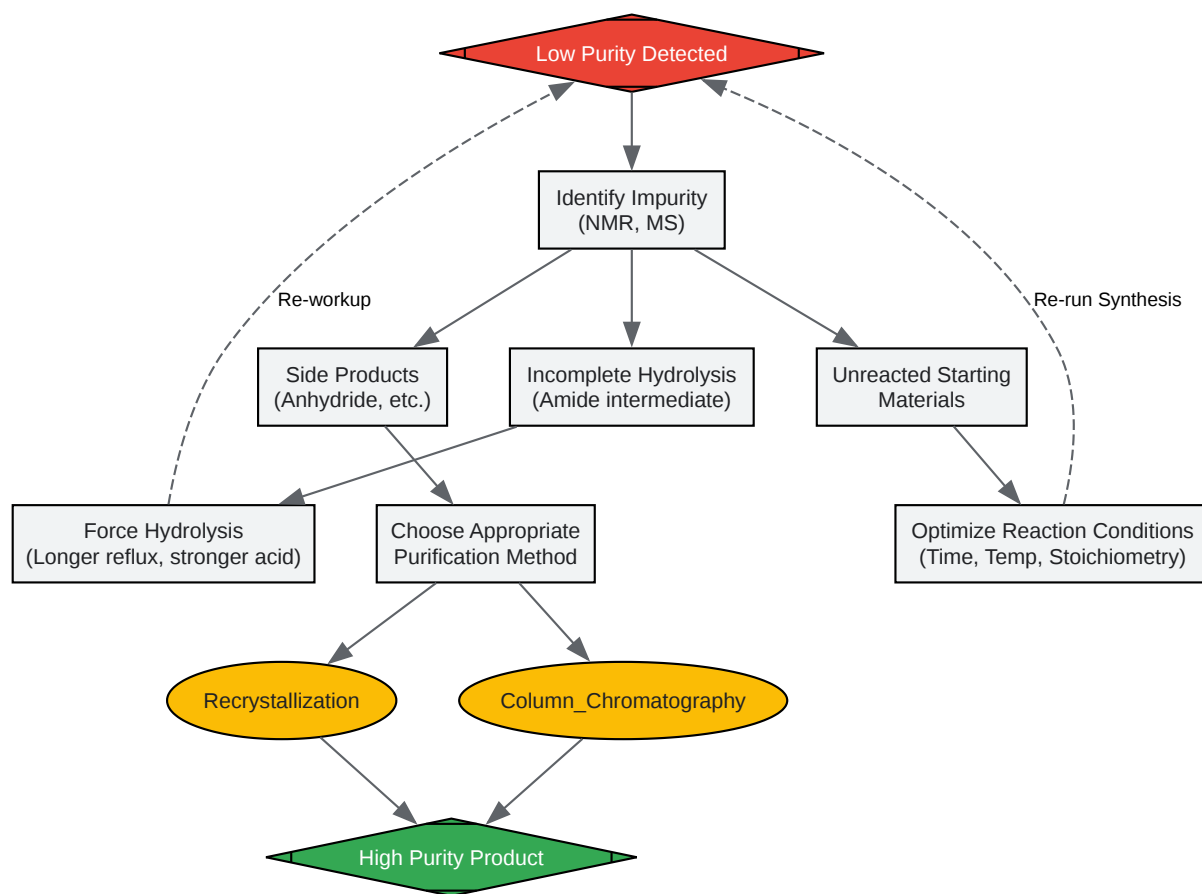 Low Purity Detected
Identify Impurity
(NMR, MS)
Re-workup
Re-run Synthesis
Side Products
(Anhydride, etc.)
Incomplete Hydrolysis
(Amide intermediate)
Unreacted Starting
Materials
Force Hydrolysis
(Longer reflux, stronger acid)
Choose Appropriate
Purification Method
Optimize Reaction Conditions
(Time, Temp, Stoichiometry)
Recrystallization
Column_Chromatography
High Purity Product